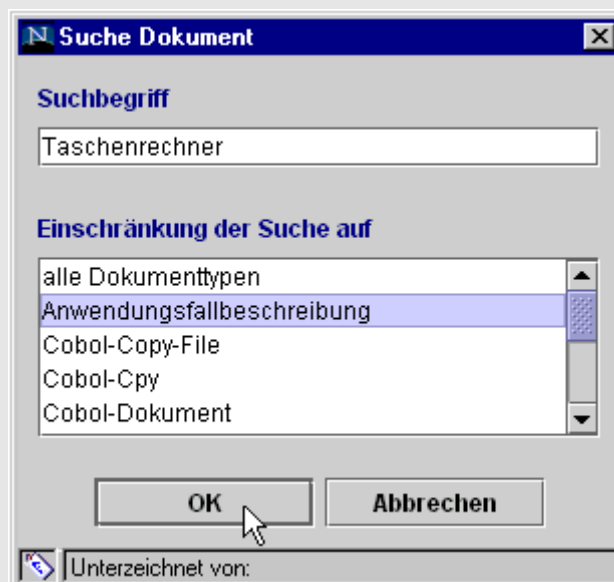 Suche Dokument
Suchbegriff
Taschenrechner
Einschränkung der Suche auf
alle Dokumenttypen
Anwendungsfallbeschreibung
Cobol-Copy-File
Cobol-Cpy
Cobol-Dokument
OK Abbrechen
Unterzeichnet von: